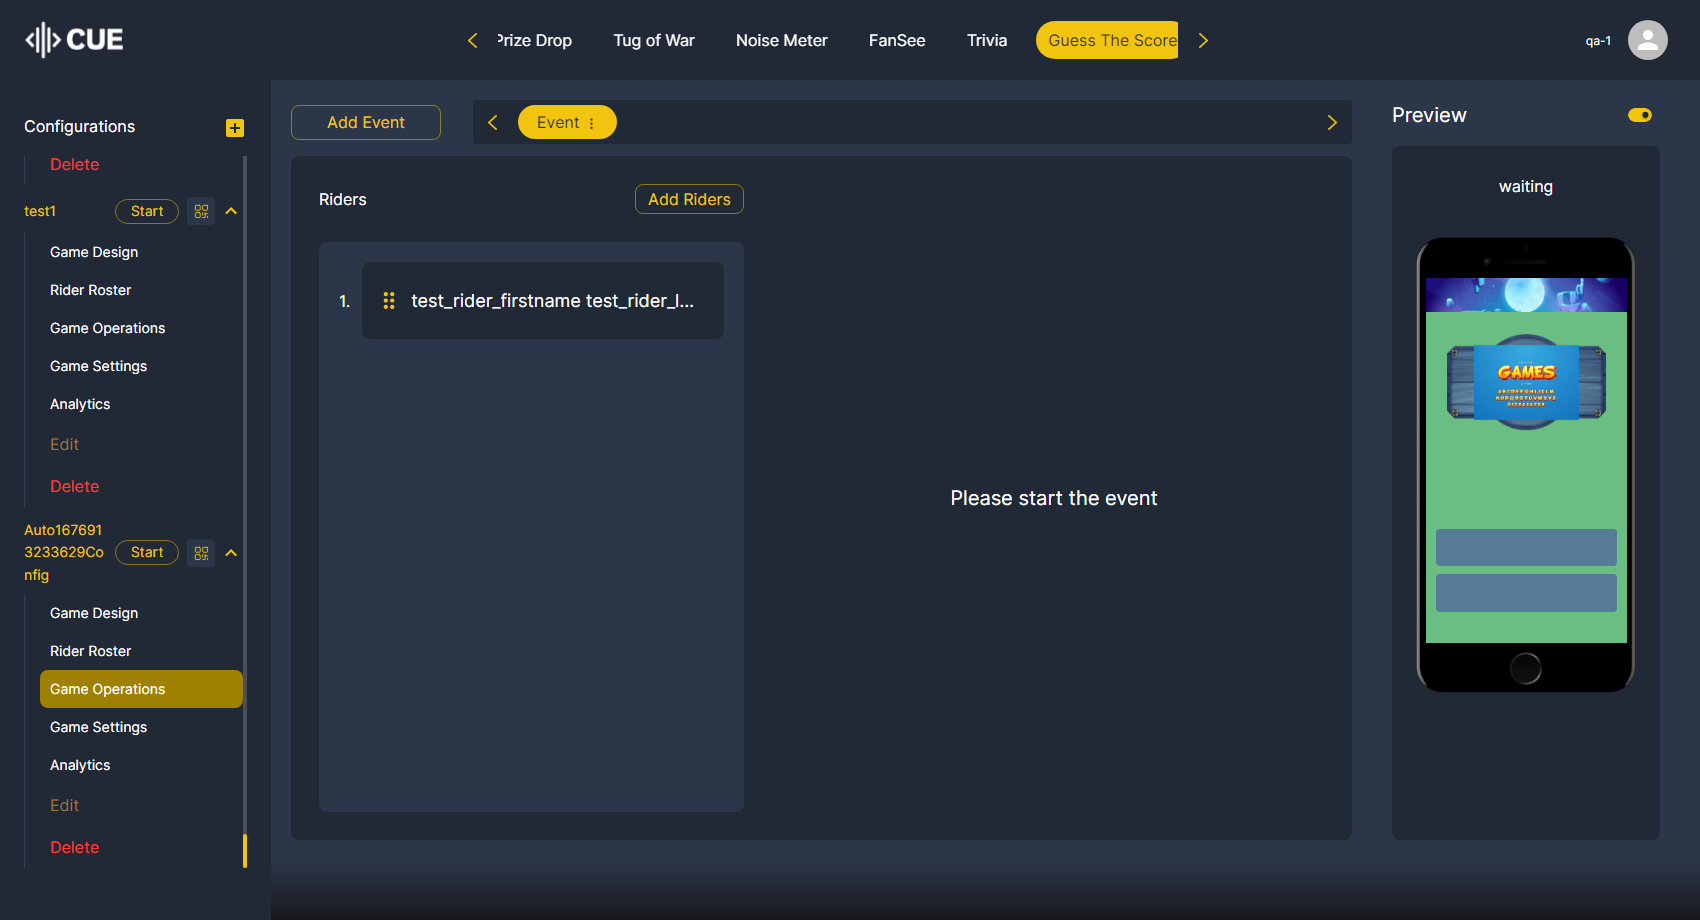 CUE
Prize Drop
Tug of War
Noise Meter
FanSee
Trivia
Guess The Score
qa-1
Configurations
Delete
test1
Start
Game Design
Rider Roster
Game Operations
Game Settings
Analytics
Edit
Delete
Auto167691
3233629Co
nfig
Start
Game Design
Rider Roster
Game Operations
Game Settings
Analytics
Edit
Delete
Add Event
Event
Riders
Add Riders
1.
test_rider_firstname test_rider_l...
Please start the event
Preview
waiting
GAMES